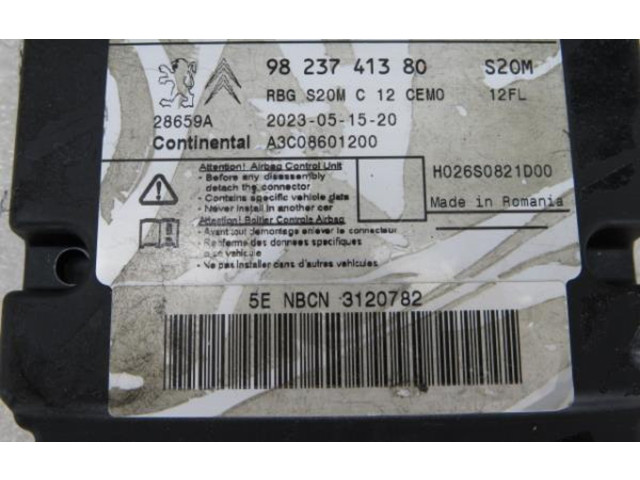 98 237 413 80 S20M
RBG S20M C 12 CEMO 12FL
28659A 2023-05-15-20
Continental A3C08601200
Attention! Airbag Control Unit
- Before any disassembly
detach the connector
- Contains specific vehicle data
- Never install in another car
H026S0821D00
Made in Romania
Attention! Boitier Controle Airbag
- Avant tout demontage enlever le connecteur
- Renferme des donnees specifiques
a un vehicule
- Ne pas installer dans d'autres vehicules.
5E NBCN 3120782